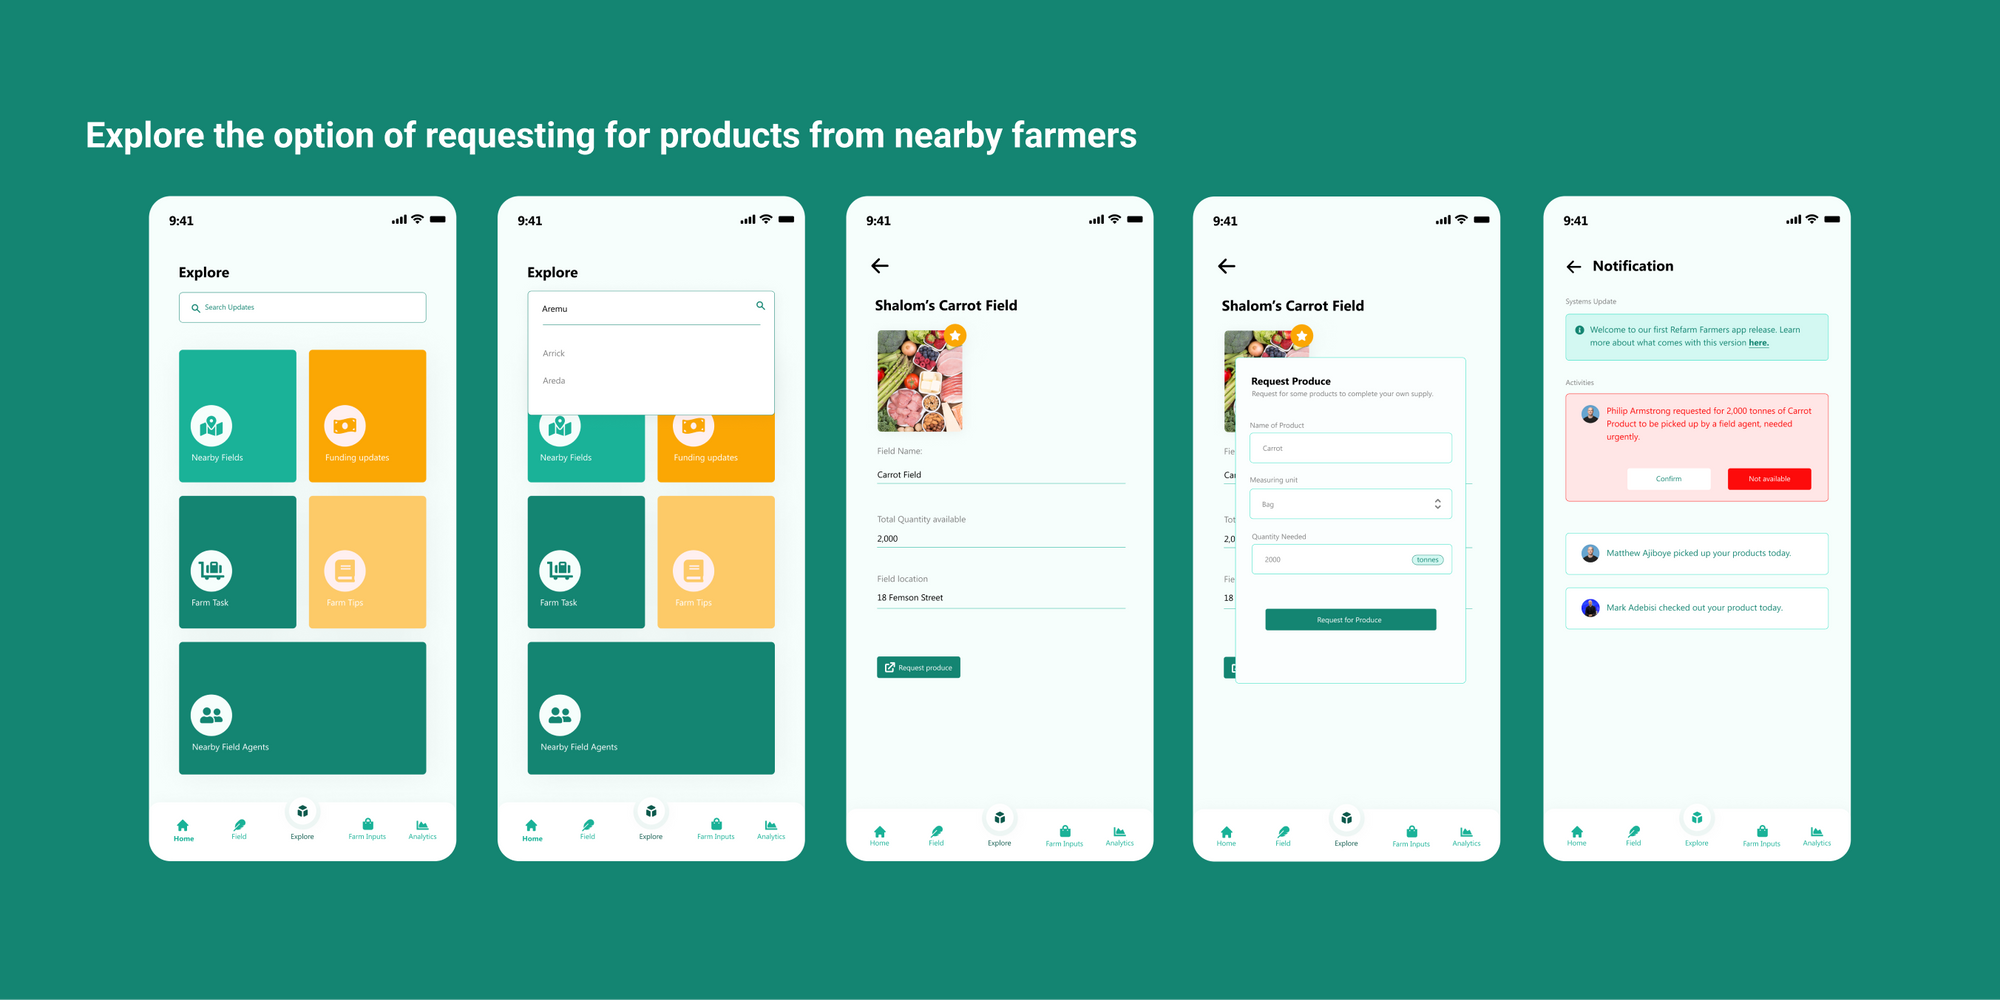 Explore the option of requesting for products from nearby farmers
9:41
Explore
Search Updates
Nearby Fields
Funding updates
Farm Task
Farm Tips
Nearby Field Agents
Home
Field
Explore
Farm Inputs
Analytics
9:41
Explore
Aremu
Arrick
Areda
Nearby Fields
Funding updates
Farm Task
Farm Tips
Nearby Field Agents
Home
Field
Explore
Farm Inputs
Analytics
9:41
Shalom’s Carrot Field
Field Name:
Carrot Field
Total Quantity available
2,000
Field location
18 Femson Street
Request produce
Home
Field
Explore
Farm Inputs
Analytics
9:41
Shalom’s Carrot Field
Request Produce
Request for some products to complete your own supply.
Name of Product
Fie
Carrot
Car
Measuring unit
Bag
Tot
Quantity Needed
2,0
2000
tonnes
Fie
18
Request for Produce
Home
Field
Explore
Farm Inputs
Analytics
9:41
Notification
Systems Update
Welcome to our first Refarm Farmers app release. Learn
more about what comes with this version here.
Activities
Philip Armstrong requested for 2,000 tonnes of Carrot
Product to be picked up by a field agent, needed
urgently.
Confirm
Not available
Matthew Ajiboye picked up your products today.
Mark Adebisi checked out your product today.
Home
Field
Explore
Farm Inputs
Analytics